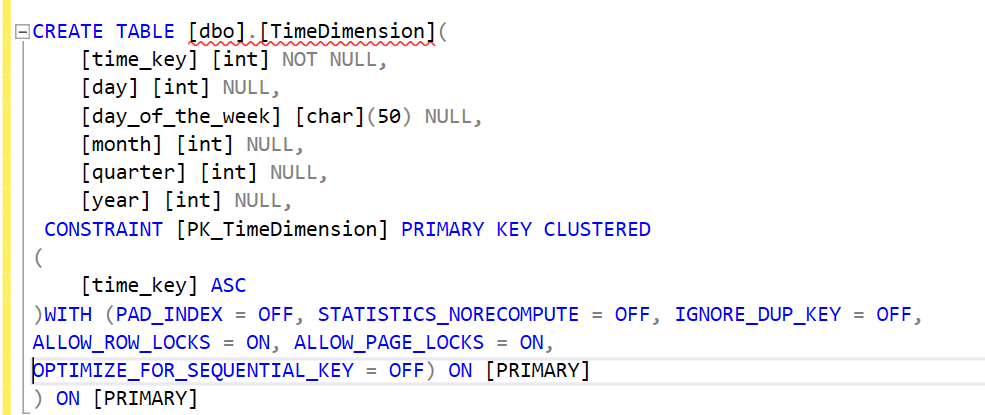 CREATE TABLE [dbo].[TimeDimension](
[time_key] [int] NOT NULL,
[day] [int] NULL,
[day_of_the_week] [char](50) NULL,
[month] [int] NULL,
[quarter] [int] NULL,
[year] [int] NULL,
CONSTRAINT [PK_TimeDimension] PRIMARY KEY CLUSTERED
(
[time_key] ASC
)WITH (PAD_INDEX = OFF, STATISTICS_NORECOMPUTE = OFF, IGNORE_DUP_KEY = OFF,
ALLOW_ROW_LOCKS = ON, ALLOW_PAGE_LOCKS = ON,
OPTIMIZE_FOR_SEQUENTIAL_KEY = OFF) ON [PRIMARY]
) ON [PRIMARY]